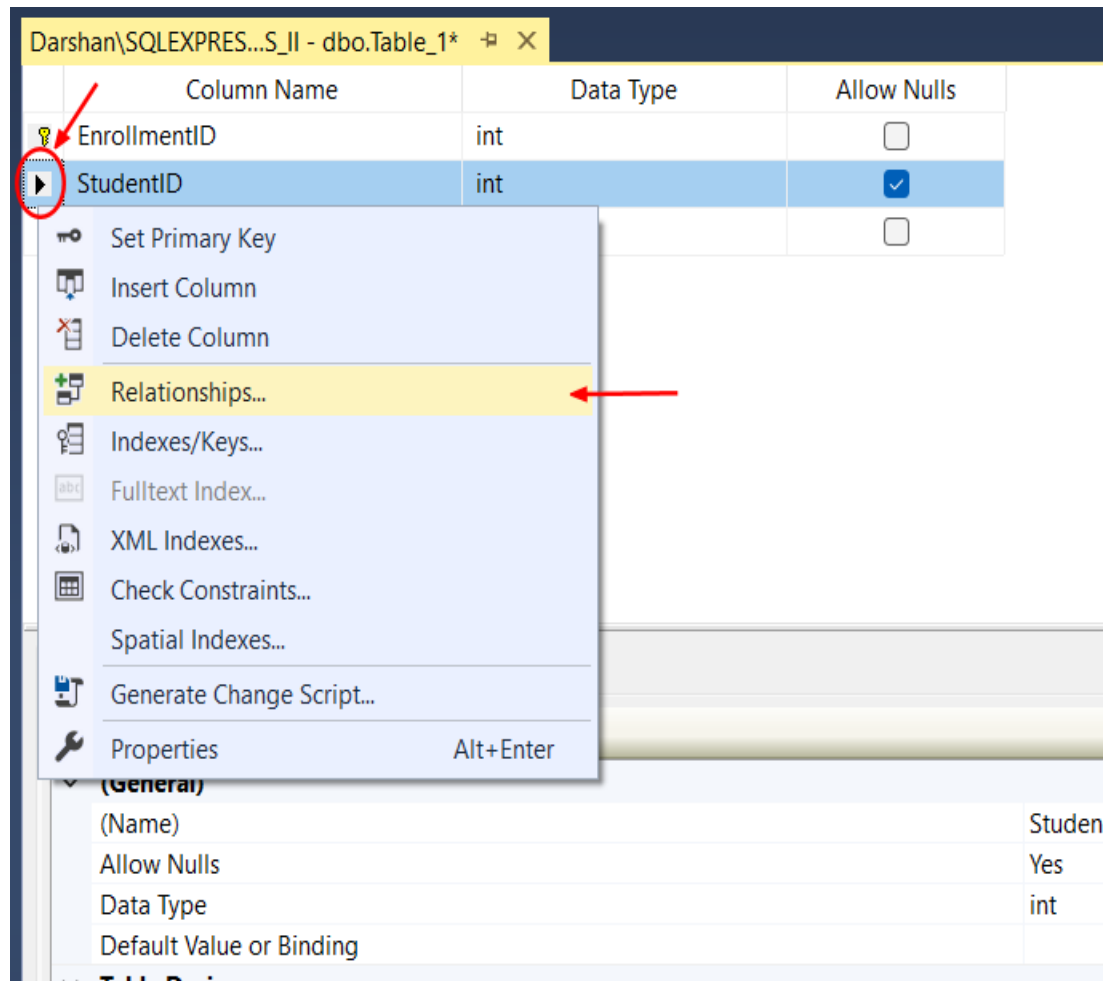 Darshan\SQLEXPRES...S_II - dbo.Table_1*
Column Name Data Type Allow Nulls
EnrollmentID int
StudentID int
Set Primary Key
Insert Column
Delete Column
Relationships...
Indexes/Keys...
abc Fulltext Index...
XML Indexes...
Check Constraints...
Spatial Indexes...
Generate Change Script...
Properties Alt+Enter
(General)
(Name) Studen
Allow Nulls Yes
Data Type int
Default Value or Binding